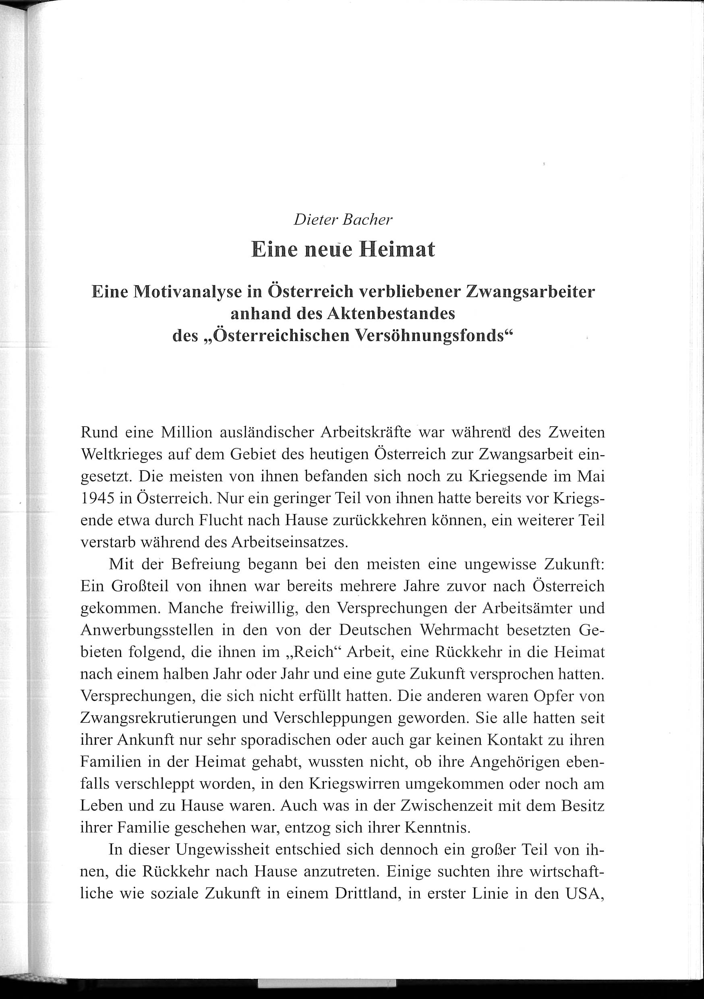 Dieter Bacher
Eine neue Heimat
Eine Motivanalyse in Österreich verbliebener Zwangsarbeiter
anhand des Aktenbestandes
des „Österreichischen Versöhnungsfonds“
Rund eine Million ausländischer Arbeitskräfte war während des Zweiten
Weltkrieges auf dem Gebiet des heutigen Österreich zur Zwangsarbeit ein-
gesetzt. Die meisten von ihnen befanden sich noch zu Kriegsende im Mai
1945 in Österreich. Nur ein geringer Teil von ihnen hatte bereits vor Kriegs-
ende etwa durch Flucht nach Hause zurückkehren können, ein weiterer Teil
verstarb während des Arbeitseinsatzes.
Mit der Befreiung begann bei den meisten eine ungewisse Zukunft:
Ein Großteil von ihnen war bereits mehrere Jahre zuvor nach Österreich
gekommen. Manche freiwillig, den Versprechungen der Arbeitsämter und
Anwerbungsstellen in den von der Deutschen Wehrmacht besetzten Ge-
bieten folgend, die ihnen im „Reich“ Arbeit, eine Rückkehr in die Heimat
nach einem halben Jahr oder Jahr und eine gute Zukunft versprochen hatten.
Versprechungen, die sich nicht erfüllt hatten. Die anderen waren Opfer von
Zwangsrekrutierungen und Verschleppungen geworden. Sie alle hatten seit
ihrer Ankunft nur sehr sporadischen oder auch gar keinen Kontakt zu ihren
Familien in der Heimat gehabt, wussten nicht, ob ihre Angehörigen eben-
falls verschleppt worden, in den Kriegswirren umgekommen oder noch am
Leben und zu Hause waren. Auch was in der Zwischenzeit mit dem Besitz
ihrer Familie geschehen war, entzog sich ihrer Kenntnis.
In dieser Ungewissheit entschied sich dennoch ein großer Teil von ih-
nen, die Rückkehr nach Hause anzutreten. Einige suchten ihre wirtschaft-
liche wie soziale Zukunft in einem Drittland, in erster Linie in den USA,